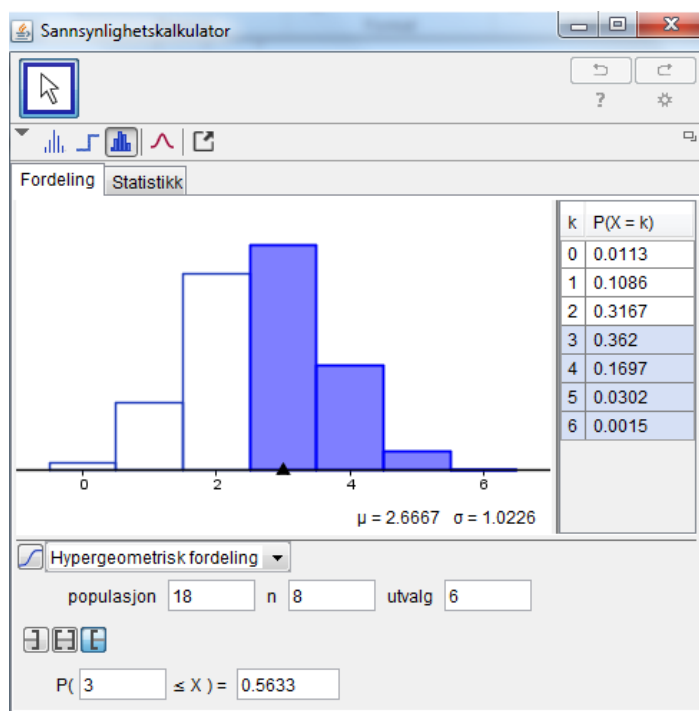 Sannsynlighetskalkulator
?
Fordeling Statistikk
k P(X = k)
0 0.0113
1 0.1086
2 0.3167
3 0.362
4 0.1697
5 0.0302
6 0.0015
0 2 4 6
μ = 2.6667 σ = 1.0226
Hypergeometrisk fordeling
populasjon 18 n 8 utvalg 6
P( 3 ≤ X ) = 0.5633